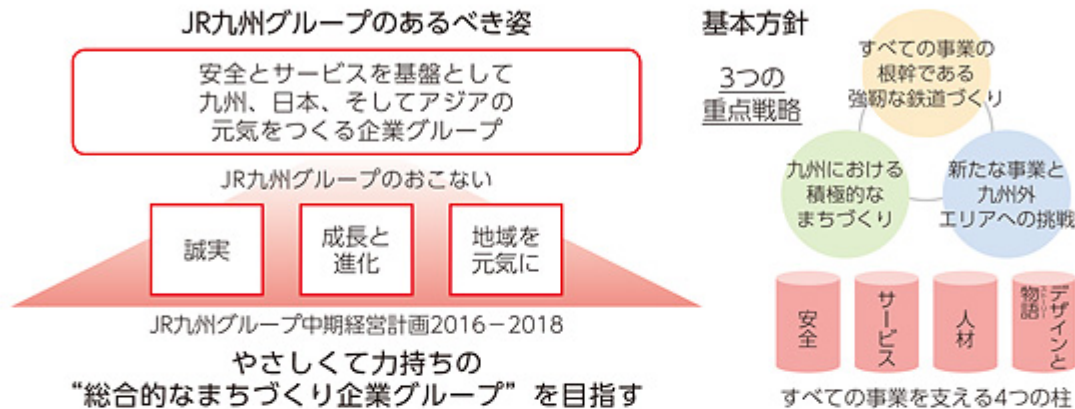 JR九州グループのあるべき姿
安全とサービスを基盤として
九州、日本、そしてアジアの
元気をつくる企業グループ
JR九州グループのおこない
誠実
成長と
進化
地域を
元気に
JR九州グループ中期経営計画2016－2018
やさしくて力持ちの
“総合的なまちづくり企業グループ”を目指す
基本方針
3つの
重点戦略
すべての事業の
根幹である
強靭な鉄道づくり
九州における
積極的な
まちづくり
新たな事業と
九州外
エリアへの挑戦
安全
サービス
人材
デザインと
物語
ストーリー
すべての事業を支える4つの柱